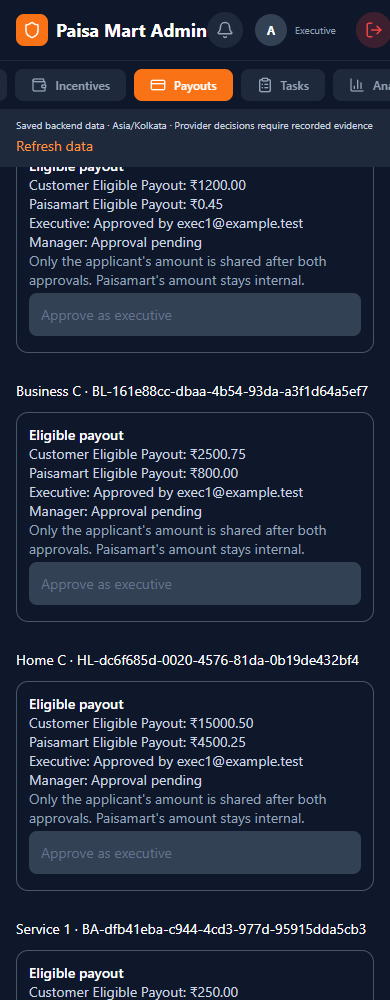 Paisa Mart Admin
A
Executive
Incentives
Payouts
Tasks
Ana
Saved backend data · Asia/Kolkata · Provider decisions require recorded evidence
Refresh data
Eligible payout
Customer Eligible Payout: ₹1200.00
Paisamart Eligible Payout: ₹0.45
Executive: Approved by exec1@example.test
Manager: Approval pending
Only the applicant's amount is shared after both
approvals. Paisamart's amount stays internal.
Approve as executive
Business C · BL-161e88cc-dbaa-4b54-93da-a3f1d64a5ef7
Eligible payout
Customer Eligible Payout: ₹2500.75
Paisamart Eligible Payout: ₹800.00
Executive: Approved by exec1@example.test
Manager: Approval pending
Only the applicant's amount is shared after both
approvals. Paisamart's amount stays internal.
Approve as executive
Home C · HL-dc6f685d-0020-4576-81da-0b19de432bf4
Eligible payout
Customer Eligible Payout: ₹15000.50
Paisamart Eligible Payout: ₹4500.25
Executive: Approved by exec1@example.test
Manager: Approval pending
Only the applicant's amount is shared after both
approvals. Paisamart's amount stays internal.
Approve as executive
Service 1 · BA-dfb41eba-c944-4cd3-977d-95915dda5cb3
Eligible payout
Customer Eligible Payout: ₹250.00